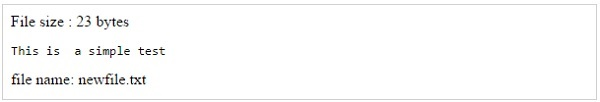 File size : 23 bytes
This is  a simple test
file name: newfile.txt